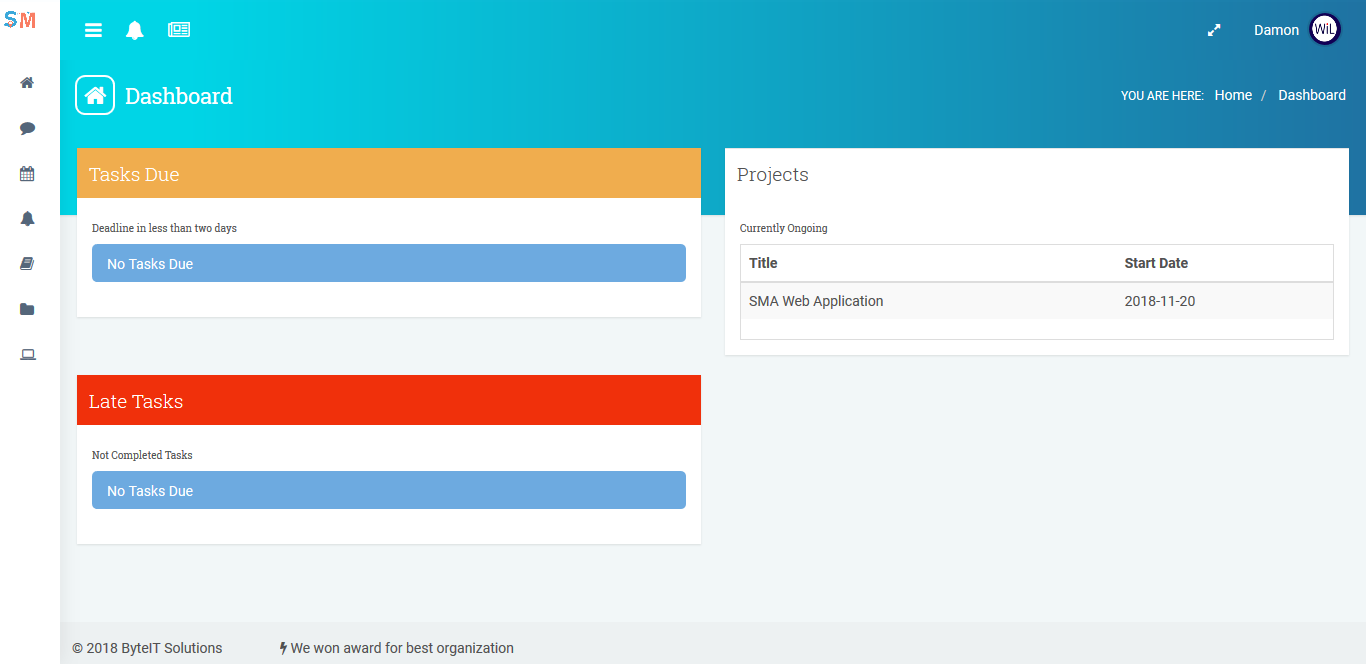 SM
Damon
WiL
Dashboard
YOU ARE HERE: Home / Dashboard
Tasks Due
Deadline in less than two days
No Tasks Due
Projects
Currently Ongoing
Title Start Date
SMA Web Application 2018-11-20
Late Tasks
Not Completed Tasks
No Tasks Due
© 2018 ByteIT Solutions
We won award for best organization